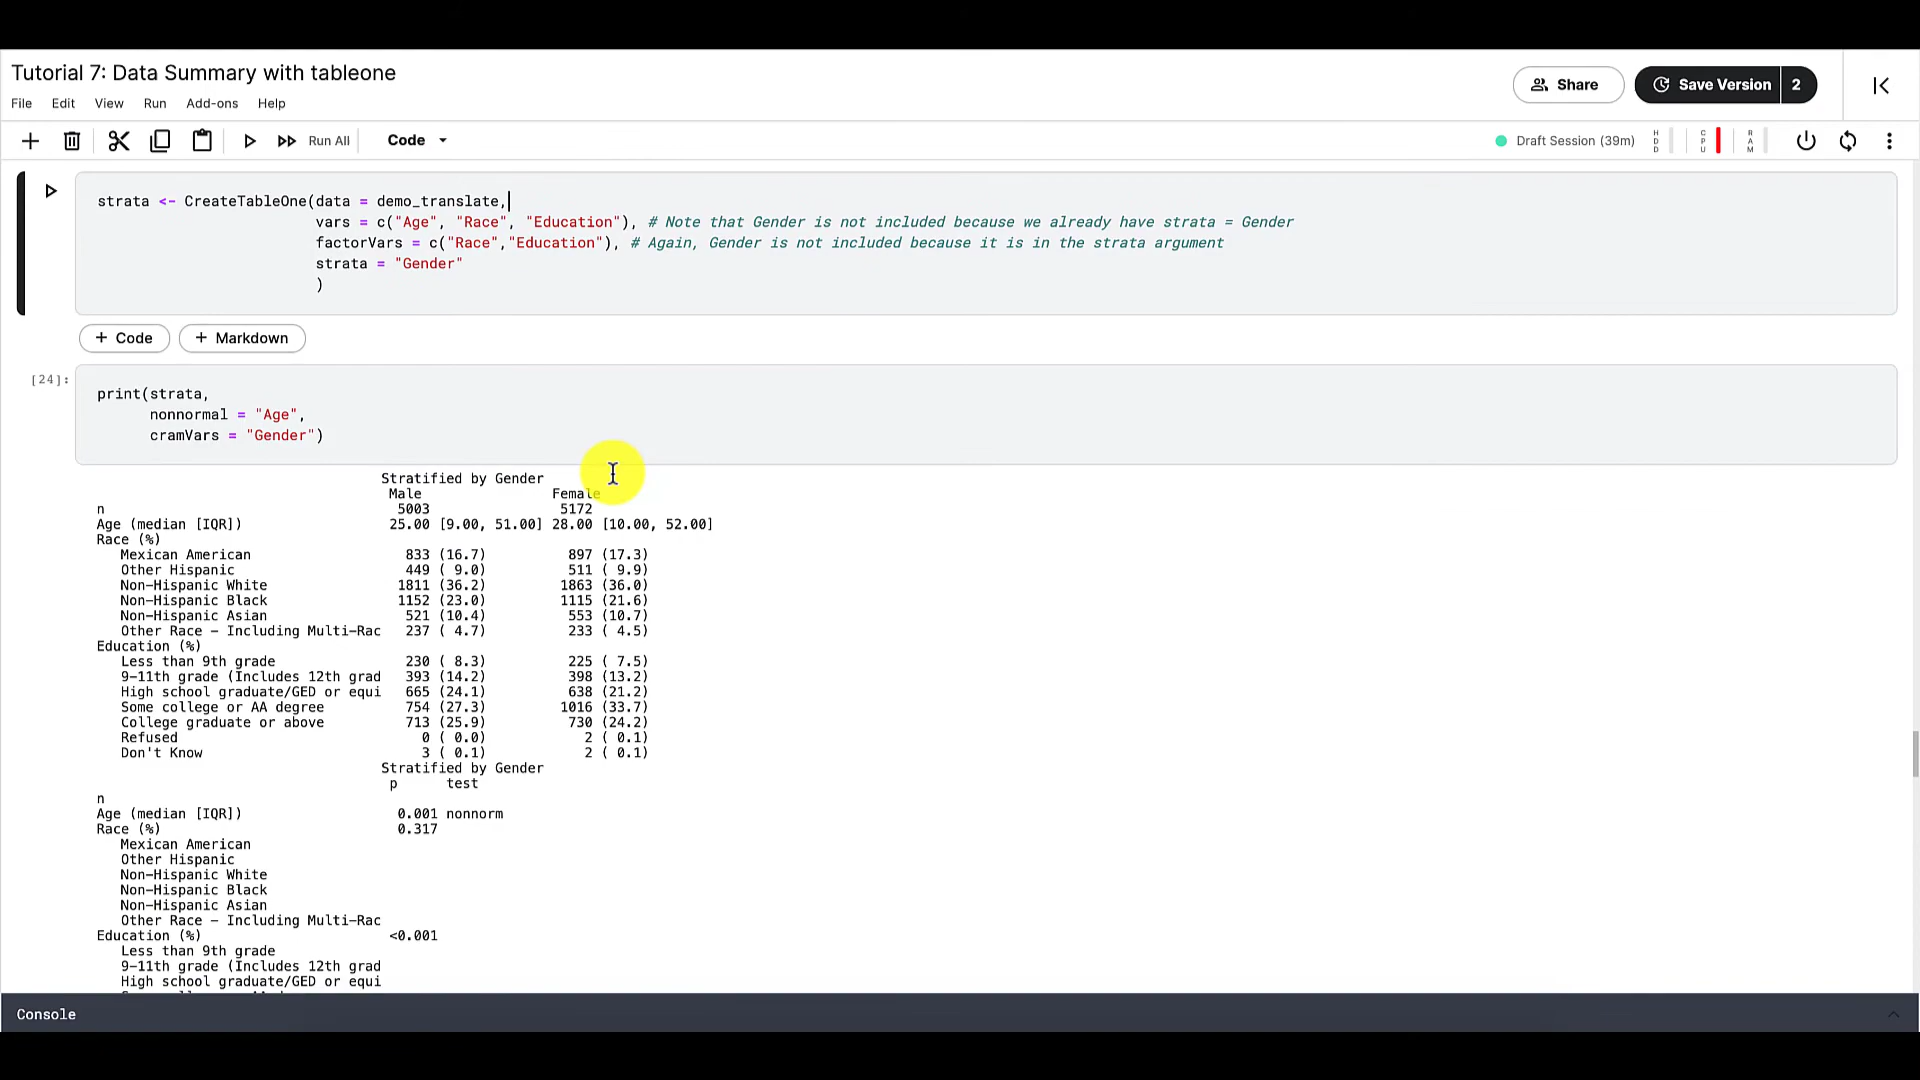 Tutorial 7: Data Summary with tableone
Share
Save Version 2
File Edit View Run Add-ons Help
Run All Code
Draft Session (39m) HDD CPU RAM
strata <- CreateTableOne(data = demo_translate,
vars = c("Age", "Race", "Education"), # Note that Gender is not included because we already have strata = Gender
factorVars = c("Race","Education"), # Again, Gender is not included because it is in the strata argument
strata = "Gender"
)
+ Code + Markdown
[24]:
print(strata,
nonnormal = "Age",
cramVars = "Gender")
Stratified by Gender
Male Female
n 5003 5172
Age (median [IQR]) 25.00 [9.00, 51.00] 28.00 [10.00, 52.00]
Race (%)
Mexican American 833 (16.7) 897 (17.3)
Other Hispanic 449 ( 9.0) 511 ( 9.9)
Non-Hispanic White 1811 (36.2) 1863 (36.0)
Non-Hispanic Black 1152 (23.0) 1115 (21.6)
Non-Hispanic Asian 521 (10.4) 553 (10.7)
Other Race - Including Multi-Rac 237 ( 4.7) 233 ( 4.5)
Education (%)
Less than 9th grade 230 ( 8.3) 225 ( 7.5)
9-11th grade (Includes 12th grad 393 (14.2) 398 (13.2)
High school graduate/GED or equi 665 (24.1) 638 (21.2)
Some college or AA degree 754 (27.3) 1016 (33.7)
College graduate or above 713 (25.9) 730 (24.2)
Refused 0 ( 0.0) 2 ( 0.1)
Don't Know 3 ( 0.1) 2 ( 0.1)
Stratified by Gender
p test
n
Age (median [IQR]) 0.001 nonnorm
Race (%) 0.317
Mexican American
Other Hispanic
Non-Hispanic White
Non-Hispanic Black
Non-Hispanic Asian
Other Race - Including Multi-Rac
Education (%) <0.001
Less than 9th grade
9-11th grade (Includes 12th grad
High school graduate/GED or equi
Console